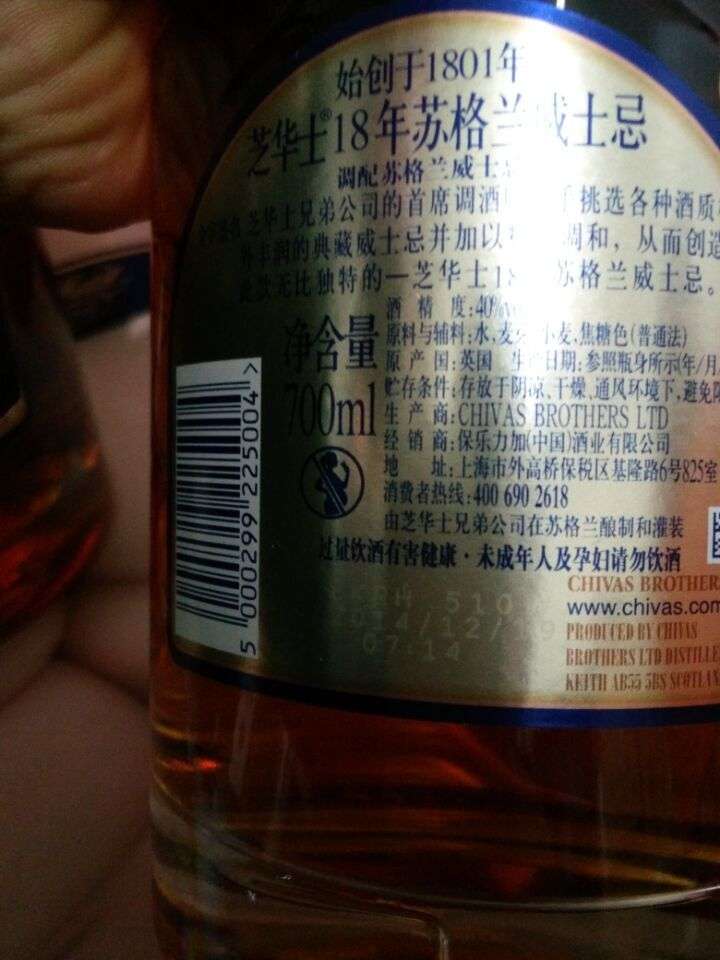 始创于1801年
芝华士®18年苏格兰威士忌
调配苏格兰威士
芝华士兄弟公司的首席调酒 挑选各种酒质
丰润的典藏威士忌并加以 调和，从而创造
无比独特的—芝华士1 苏格兰威士忌。
酒精度:40%
净含量
700ml
原料与辅料:水、麦 小麦、焦糖色(普通法)
原产国:英国 日期:参照瓶身所示(年/月
贮存条件:存放于阴凉、干燥、通风环境下,避免
生产商:CHIVAS BROTHERS LTD
经销商:保乐力加(中国)酒业有限公司
地址:上海市外高桥保税区基隆路6号825室
消费者热线:400 690 2618
由芝华士兄弟公司在苏格兰酿制和灌装
过量饮酒有害健康·未成年人及孕妇请勿饮酒
5 000299 225004 >
510
14/12/19
07 14
CHIVAS BROTHERS
www.chivas.com
PRODUCED BY CHIVAS
BROTHERS LTD DISTILLE
KEITH AB55 5BS SCOTLAN